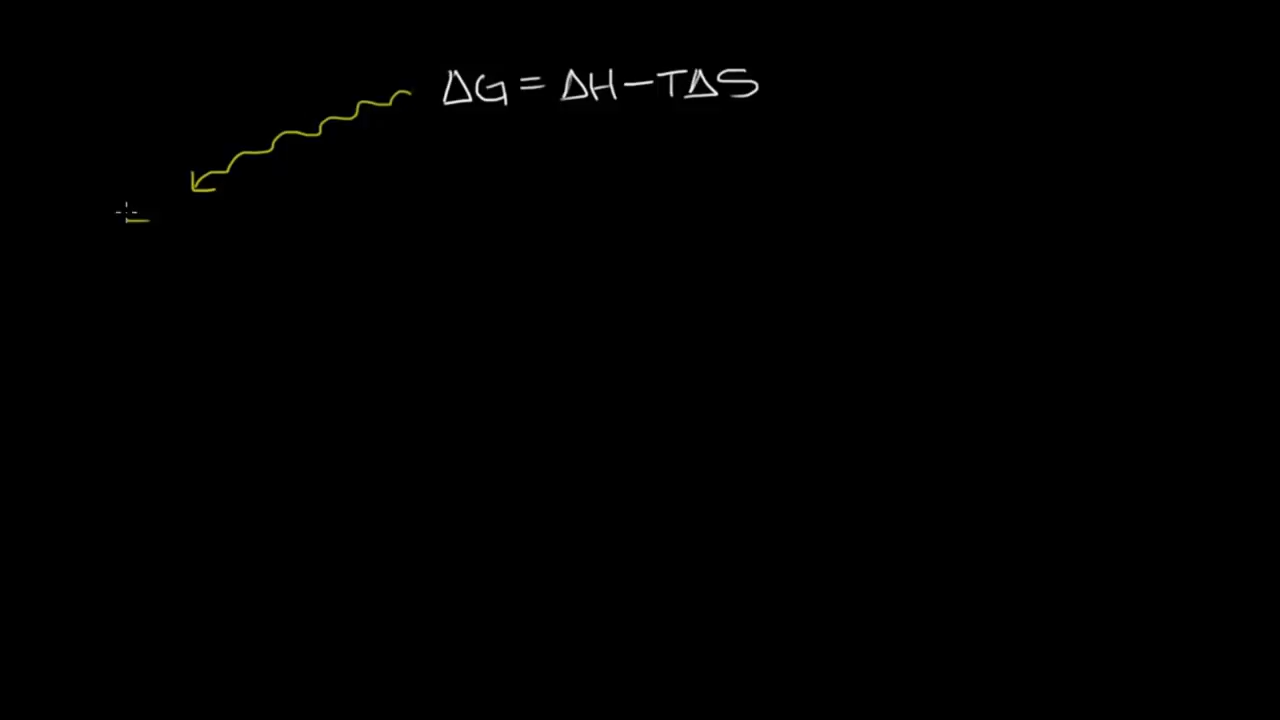 ΔG = ΔH - TΔS